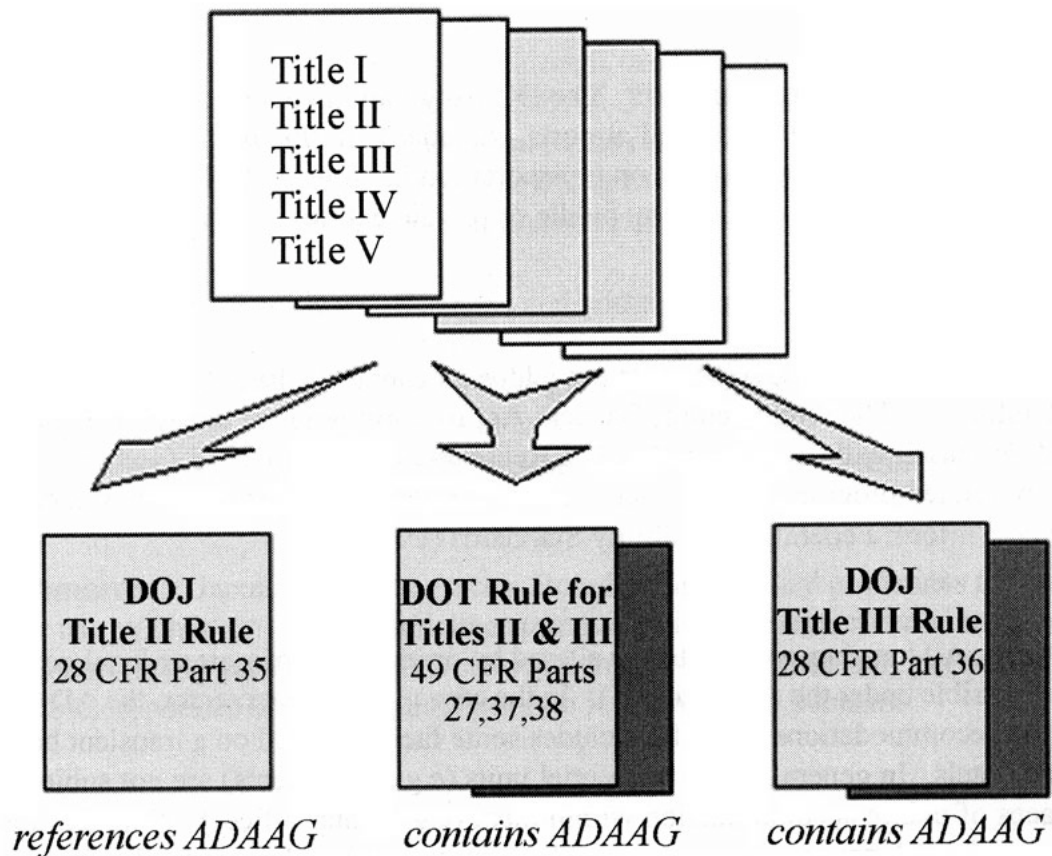 Title I
Title II
Title III
Title IV
Title V
DOJ
Title II Rule
28 CFR Part 35
references ADAAG
DOT Rule for
Titles II & III
49 CFR Parts
27,37,38
contains ADAAG
DOJ
Title III Rule
28 CFR Part 36
contains ADAAG